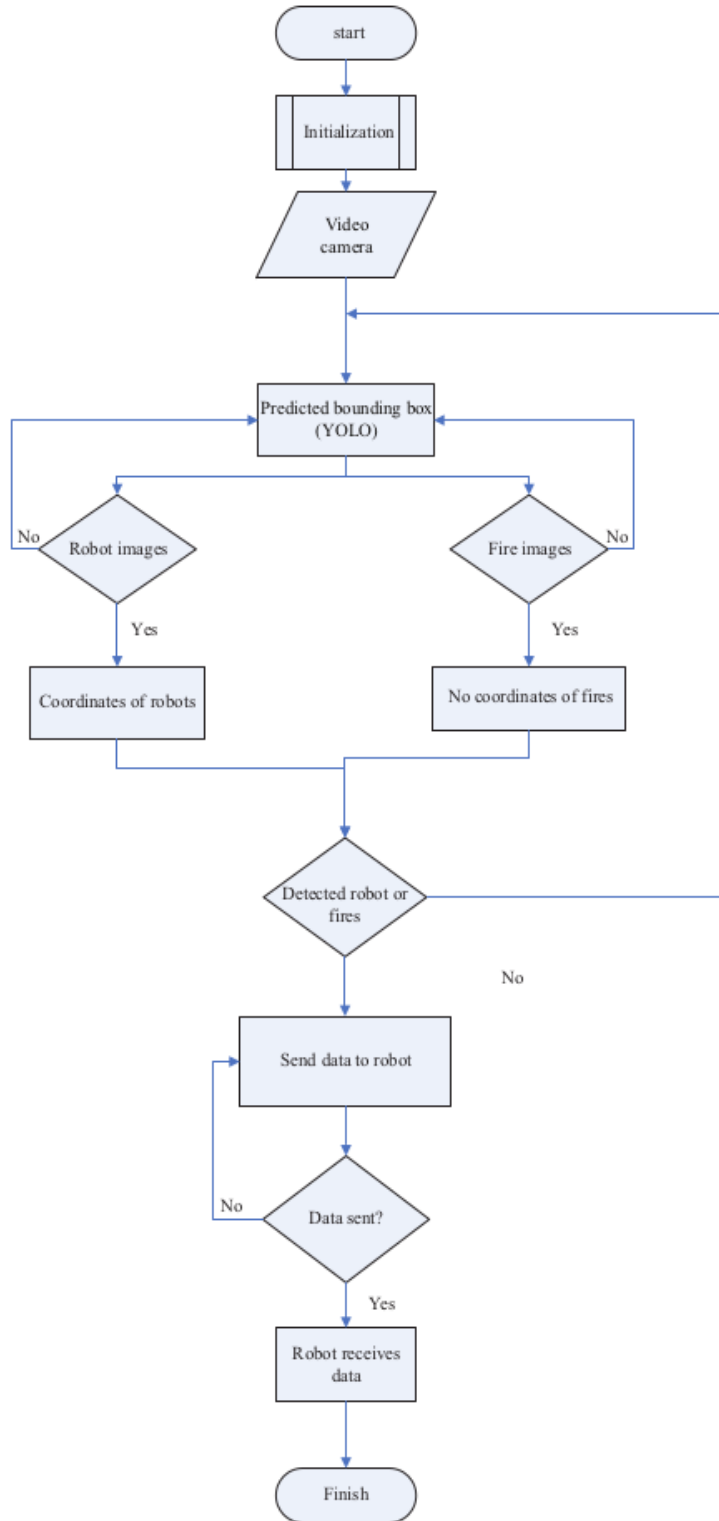 start
Initialization
Video
camera
Predicted bounding box
(YOLO)
No
Robot images
Fire images
No
Yes
Yes
Coordinates of robots
No coordinates of fires
Detected robot or
fires
No
Send data to robot
No
Data sent?
Yes
Robot receives
data
Finish